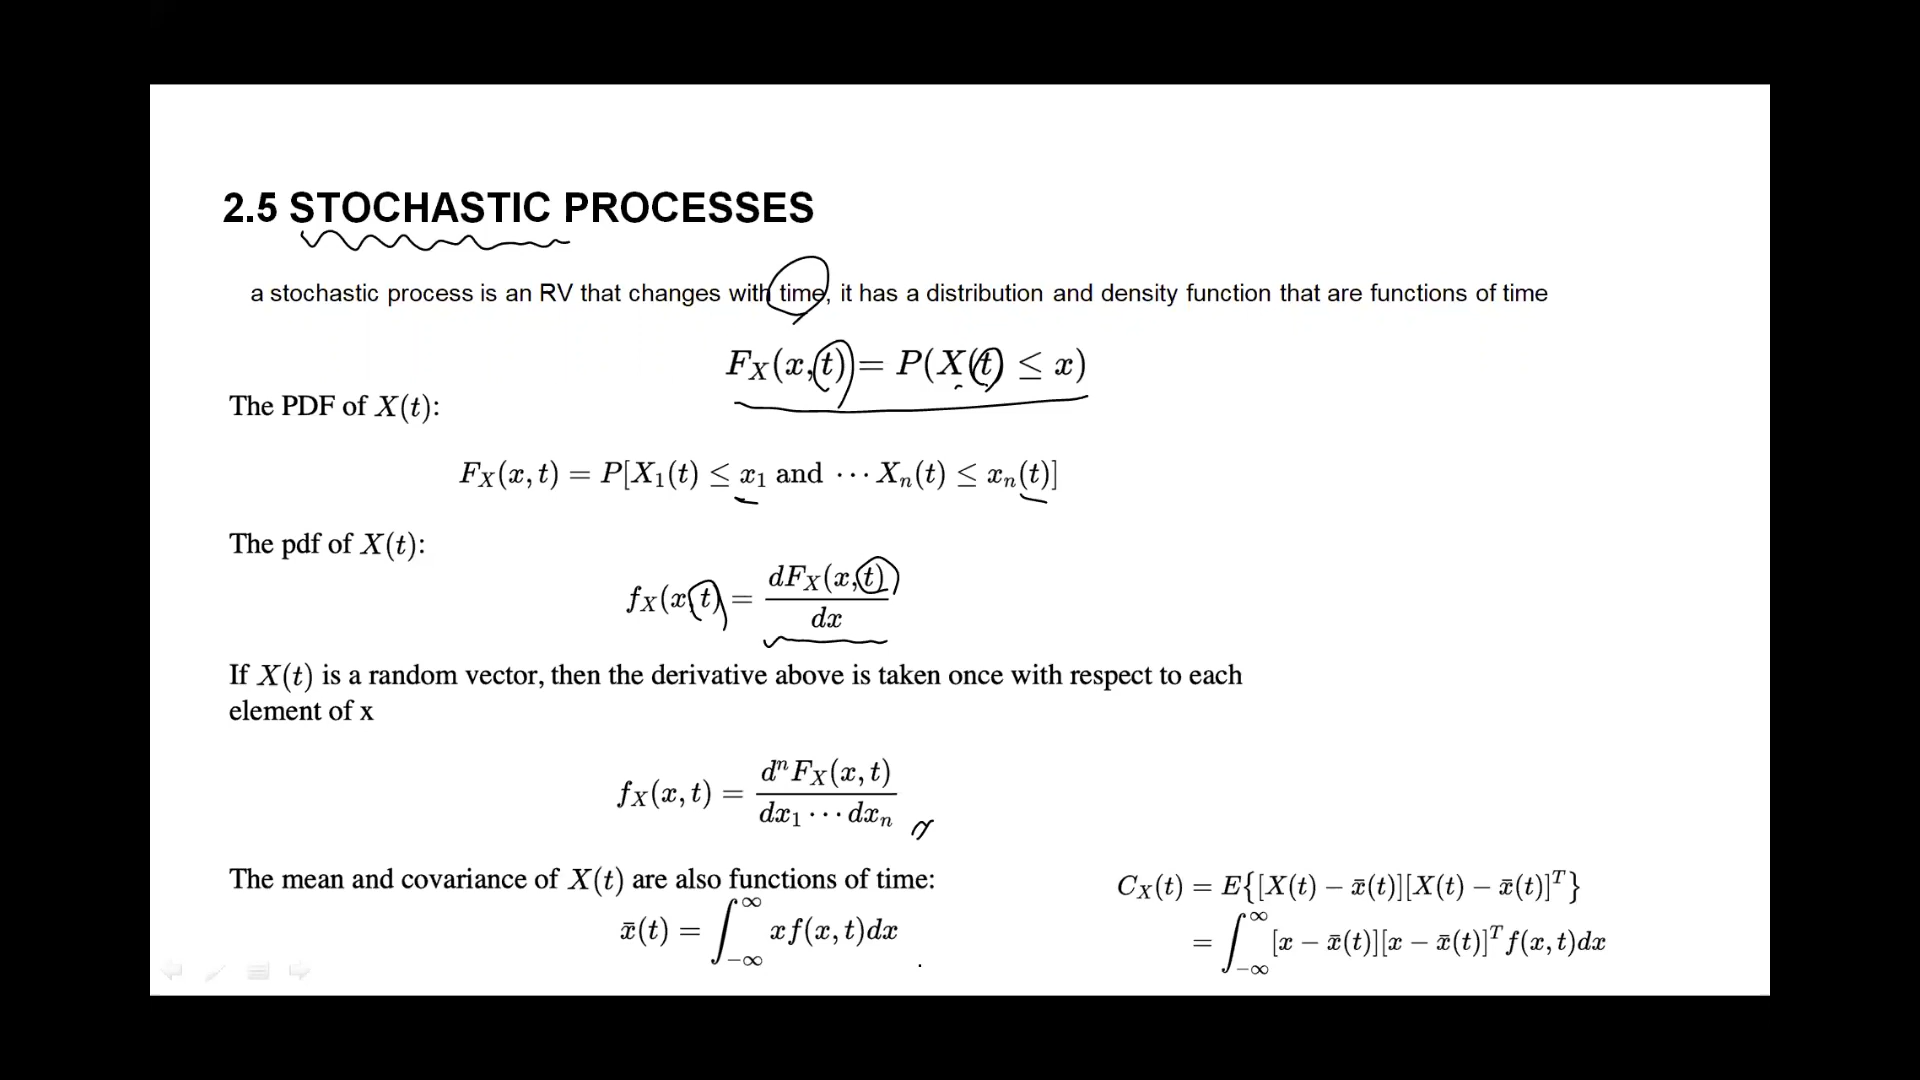 2.5 STOCHASTIC PROCESSES
a stochastic process is an RV that changes with time, it has a distribution and density function that are functions of time
F_X(x,t) = P(X(t) ≤ x)
The PDF of X(t):
F_X(x,t) = P[X_1(t) ≤ x_1 and ⋯ X_n(t) ≤ x_n(t)]
The pdf of X(t):
f_X(x,t) = dF_X(x,t) / dx
If X(t) is a random vector, then the derivative above is taken once with respect to each
element of x
f_X(x,t) = d^n F_X(x,t) / dx_1 ⋯ dx_n
The mean and covariance of X(t) are also functions of time:
x̄(t) = ∫_{-∞}^{∞} x f(x,t)dx
C_X(t) = E{[X(t) − x̄(t)][X(t) − x̄(t)]^T}
= ∫_{-∞}^{∞} [x − x̄(t)][x − x̄(t)]^T f(x,t)dx